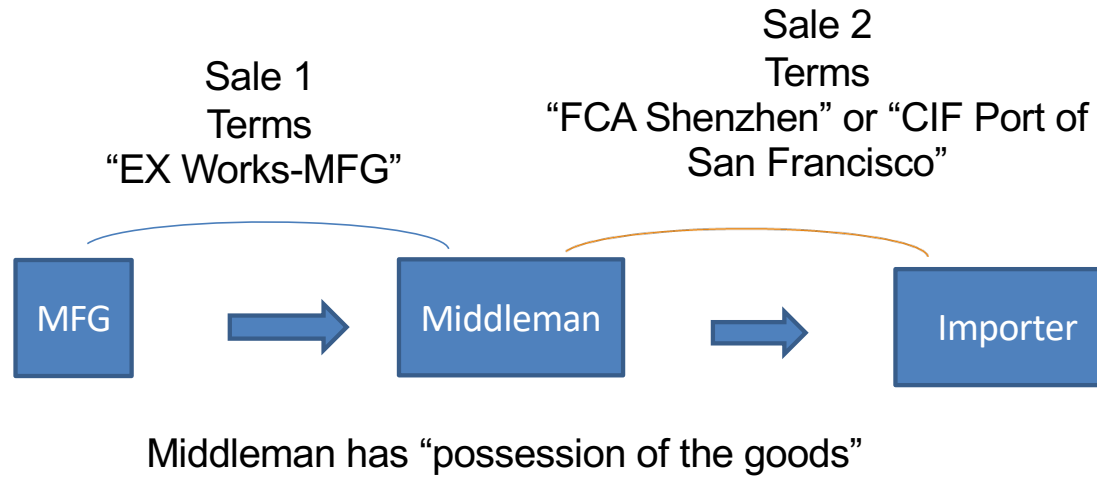 Sale 1
Terms
“EX Works-MFG”
Sale 2
Terms
“FCA Shenzhen” or “CIF Port of
San Francisco”
MFG
Middleman
Importer
Middleman has “possession of the goods”